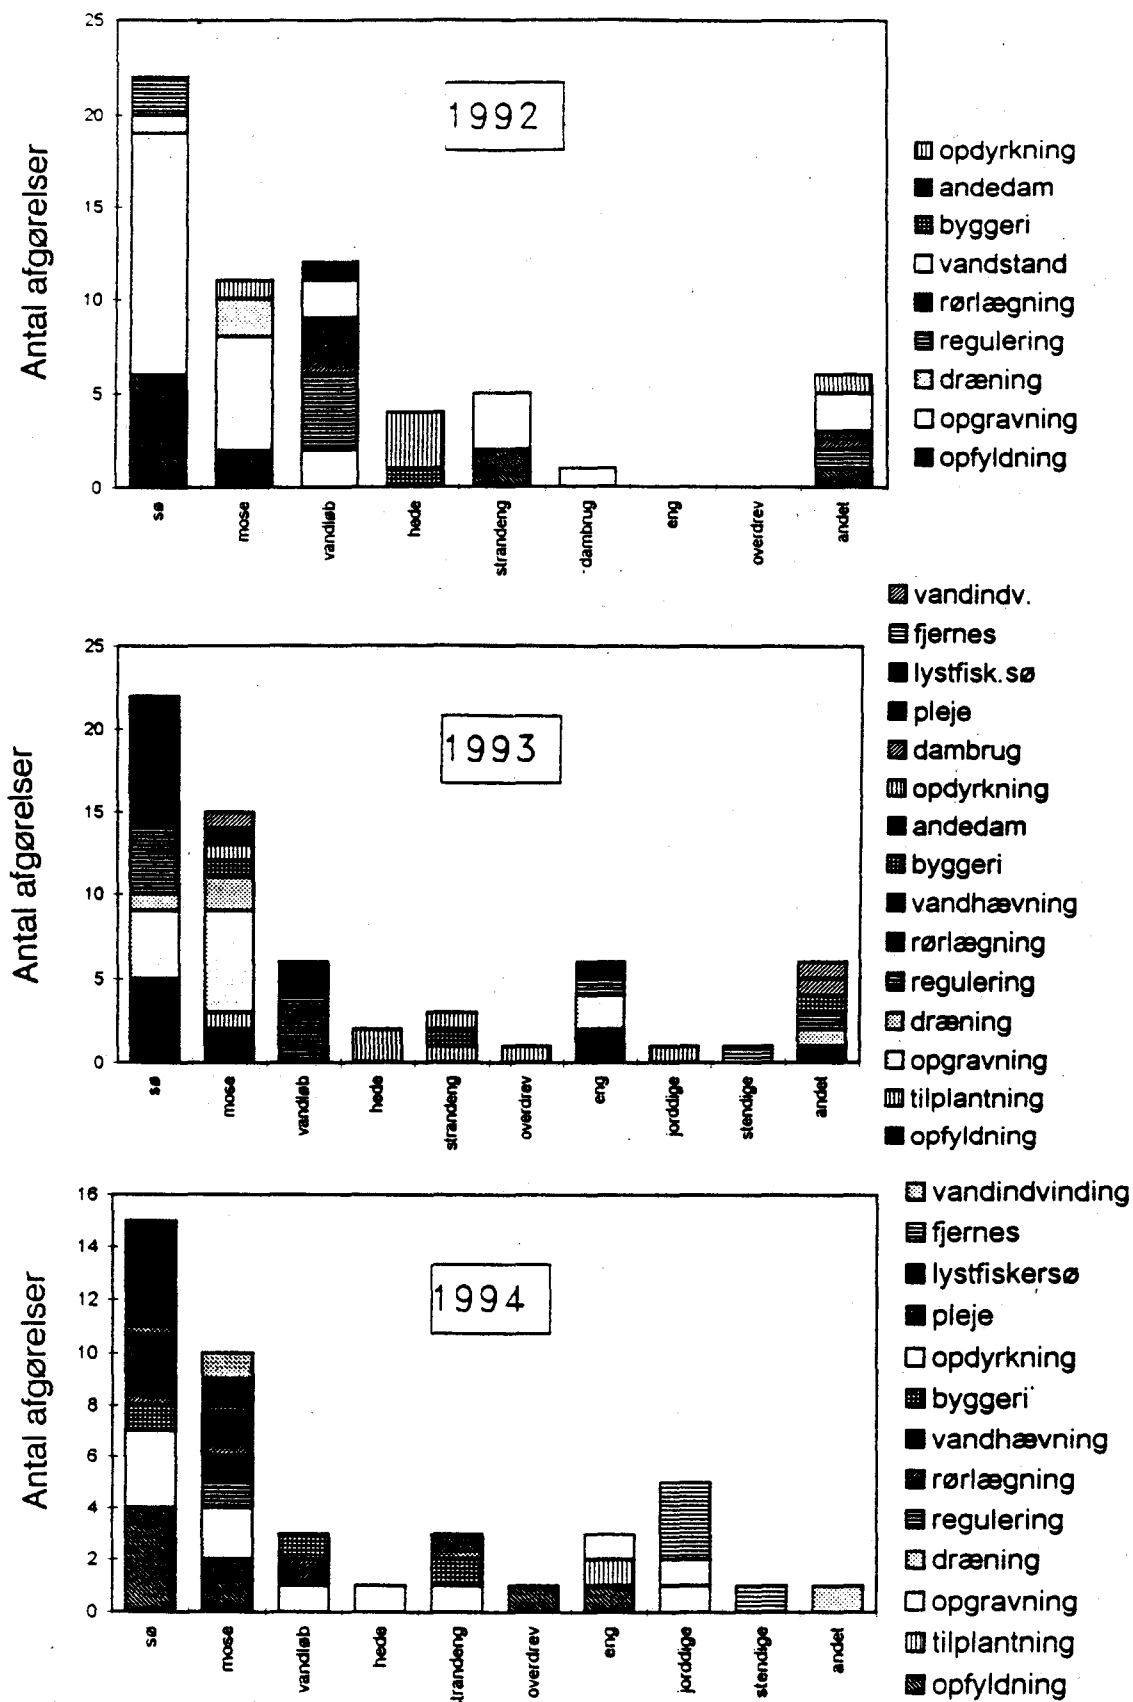 25
20
15
10
5
0
Antal afgørelser
1992
sø
mose
vandløb
hede
strandeng
dambrug
eng
overdrev
andet
opdyrkning
andedam
byggeri
vandstand
rørlægning
regulering
dræning
opgravning
opfyldning
25
20
15
10
5
0
Antal afgørelser
1993
sø
mose
vandløb
hede
strandeng
overdrev
eng
jorddige
stendige
andet
vandindv.
fjernes
lystfisk.sø
pleje
dambrug
opdyrkning
andedam
byggeri
vandhævning
rørlægning
regulering
dræning
opgravning
tilplantning
opfyldning
16
14
12
10
8
6
4
2
0
Antal afgørelser
1994
sø
mose
vandløb
hede
strandeng
overdrev
eng
jorddige
stendige
andet
vandindvinding
fjernes
lystfiskersø
pleje
opdyrkning
byggeri
vandhævning
rørlægning
regulering
dræning
opgravning
tilplantning
opfyldning